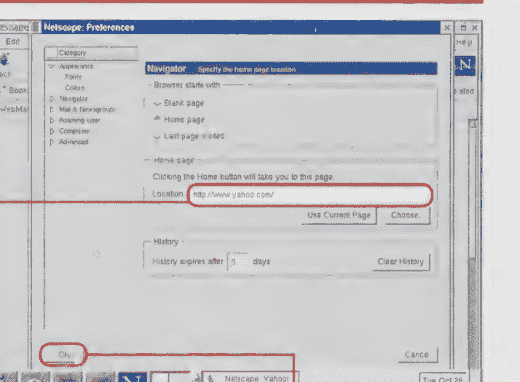 Netscape: Preferences
Edit
Help
Category
Appearance
Fonts
Colors
Navigator
Mail & Newsgroups
Roaming User
Composer
Advanced
Navigator Specify the home page location
Browser starts with
Blank page
Home page
Last page visited
Home page
Clicking the Home button will take you to this page.
Location: http://www.yahoo.com/
Use Current Page Choose.
History
History expires after days
Clear History
OK Cancel
Book
WebMai
N
Netscape: Yahoo!
Tue Oct 26